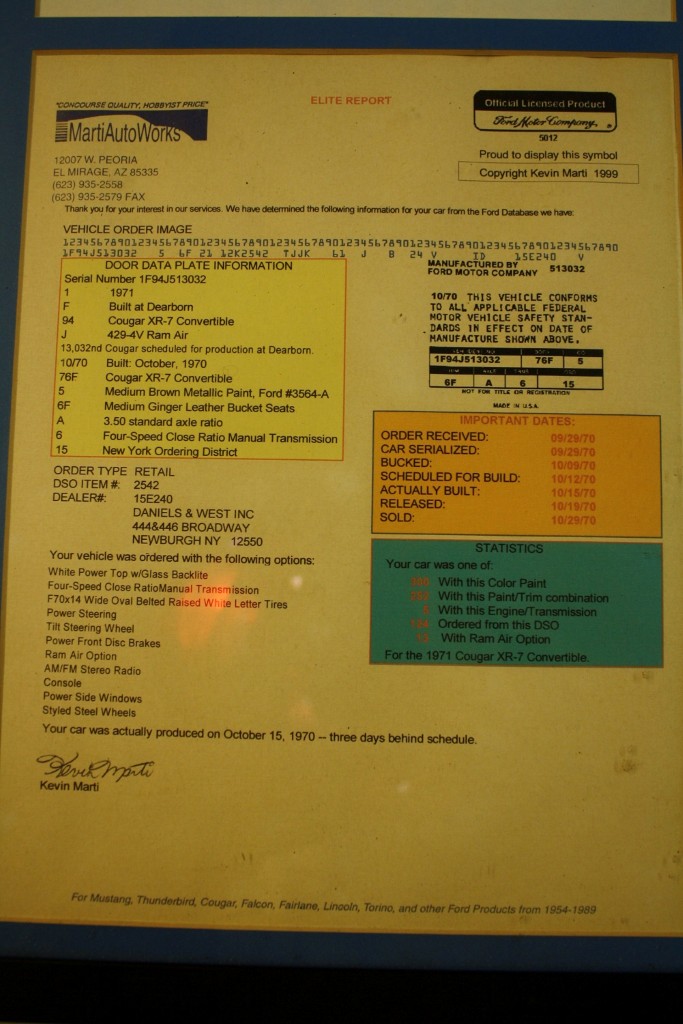 "CONCOURSE QUALITY, HOBBYIST PRICE"
MartiAutoWorks
12007 W. PEORIA
EL MIRAGE, AZ 85335
(623) 935-2558
(623) 935-2579 FAX
ELITE REPORT
Official Licensed Product
Ford Motor Company
5012
Proud to display this symbol
Copyright Kevin Marti 1999
Thank you for your interest in our services. We have determined the following information for your car from the Ford Database we have:
VEHICLE ORDER IMAGE
12345678901234567890123456789012345678901234567890123456789012345678901234567890
1F94J513032 5 6F 21 12K2542 TJJK 61 J B 24 V ID 15E240 V
DOOR DATA PLATE INFORMATION
Serial Number 1F94J513032
1 1971
F Built at Dearborn
94 Cougar XR-7 Convertible
J 429-4V Ram Air
13,032nd Cougar scheduled for production at Dearborn.
10/70 Built: October, 1970
76F Cougar XR-7 Convertible
5 Medium Brown Metallic Paint, Ford #3564-A
6F Medium Ginger Leather Bucket Seats
A 3.50 standard axle ratio
6 Four-Speed Close Ratio Manual Transmission
15 New York Ordering District
MANUFACTURED BY
FORD MOTOR COMPANY 513032
10/70 THIS VEHICLE CONFORMS
TO ALL APPLICABLE FEDERAL
MOTOR VEHICLE SAFETY STAN-
DARDS IN EFFECT ON DATE OF
MANUFACTURE SHOWN ABOVE.
1F94J513032 76F 5
6F A 6 15
NOT FOR TITLE OR REGISTRATION
MADE IN U.S.A.
IMPORTANT DATES:
ORDER RECEIVED: 09/29/70
CAR SERIALIZED: 09/29/70
BUCKED: 10/09/70
SCHEDULED FOR BUILD: 10/12/70
ACTUALLY BUILT: 10/15/70
RELEASED: 10/19/70
SOLD: 10/29/70
ORDER TYPE RETAIL
DSO ITEM #: 2542
DEALER#: 15E240
DANIELS & WEST INC
444&446 BROADWAY
NEWBURGH NY 12550
Your vehicle was ordered with the following options:
White Power Top w/Glass Backlite
Four-Speed Close RatioManual Transmission
F70x14 Wide Oval Belted Raised White Letter Tires
Power Steering
Tilt Steering Wheel
Power Front Disc Brakes
Ram Air Option
AM/FM Stereo Radio
Console
Power Side Windows
Styled Steel Wheels
STATISTICS
Your car was one of:
With this Color Paint
With this Paint/Trim combination
With this Engine/Transmission
Ordered from this DSO
With Ram Air Option
For the 1971 Cougar XR-7 Convertible.
Your car was actually produced on October 15, 1970 -- three days behind schedule.
Kevin Marti
Kevin Marti
For Mustang, Thunderbird, Cougar, Falcon, Fairlane, Lincoln, Torino, and other Ford Products from 1954-1989